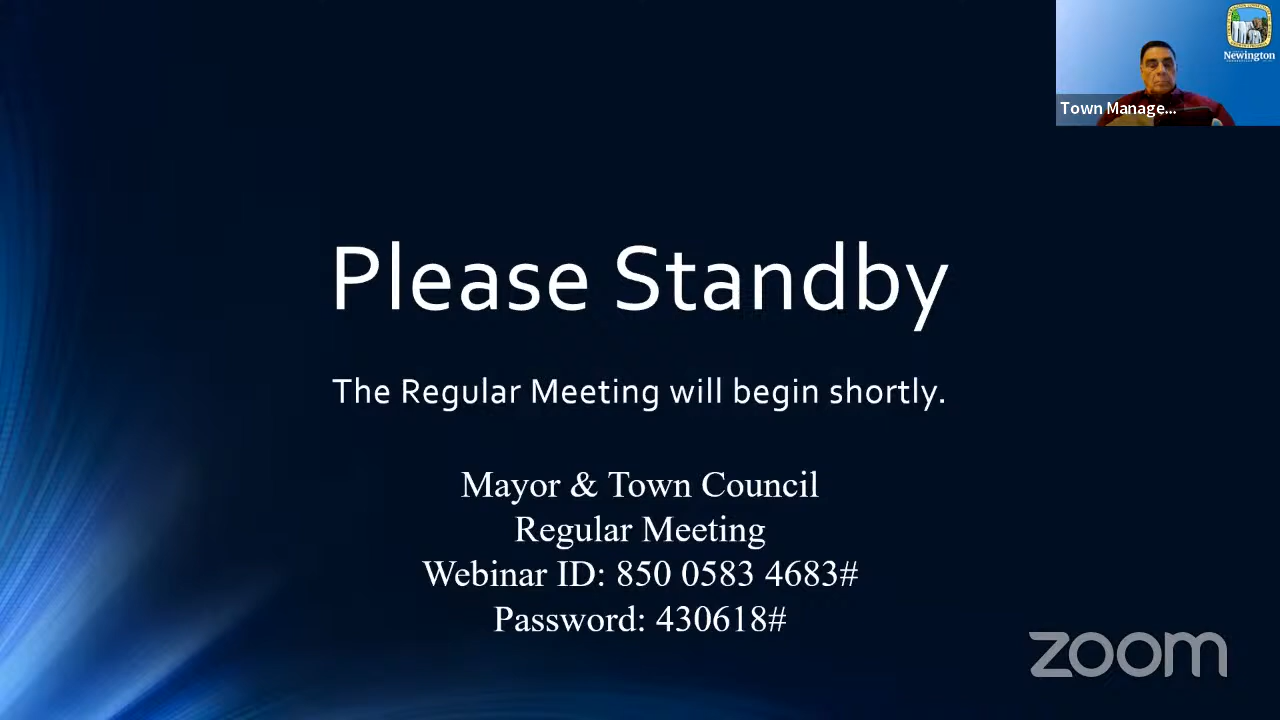 Newington
Town Manage...
Please Standby
The Regular Meeting will begin shortly.
Mayor & Town Council
Regular Meeting
Webinar ID: 850 0583 4683#
Password: 430618#
zoom